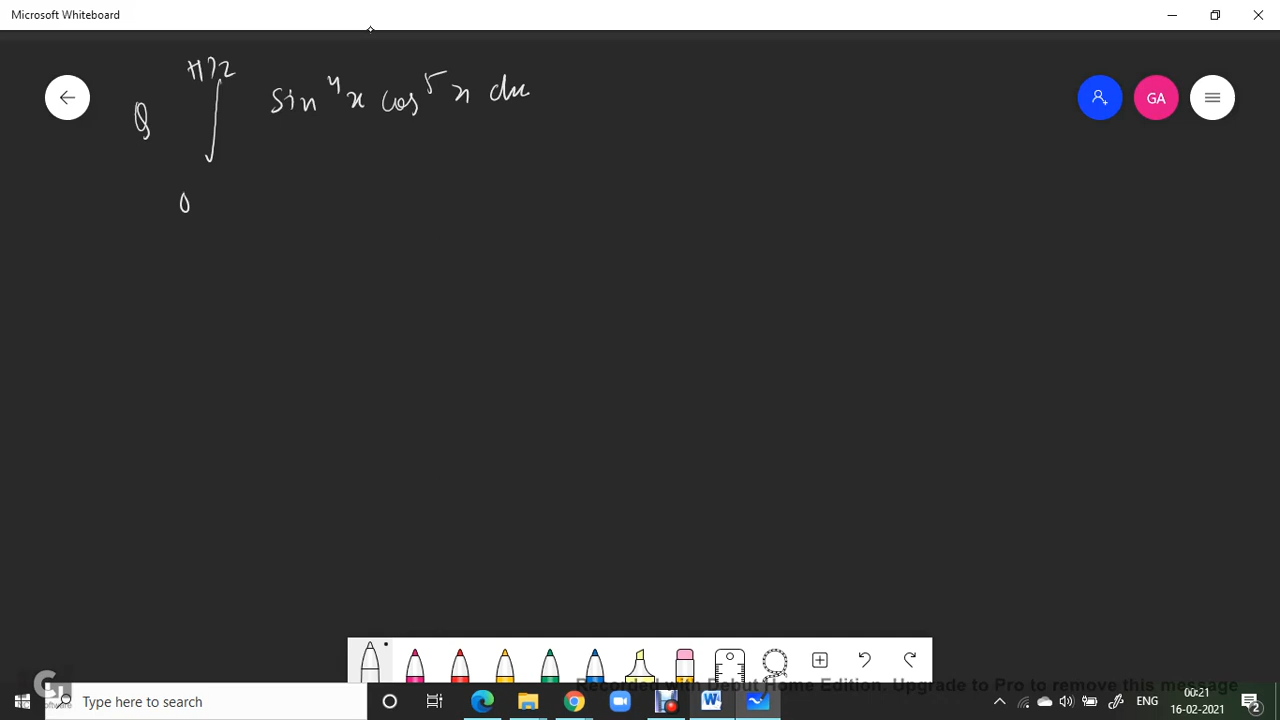 Microsoft Whiteboard
π/2
Q ∫ sin⁴x cos⁵x dx
0
GA
Recorded with Debut Home Edition. Upgrade to Pro to remove this message
Type here to search
ENG
00:21
16-02-2021
2